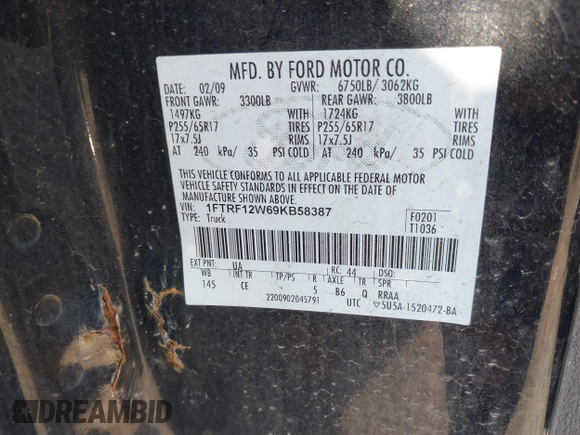 MFD. BY FORD MOTOR CO.
DATE: 02/09 GVWR: 6750LB/ 3062KG
FRONT GAWR: 3300LB REAR GAWR: 3800LB
1497KG WITH 1724KG WITH
P255/65R17 TIRES P255/65R17 TIRES
17x7.5J RIMS 17x7.5J RIMS
AT 240 kPa/ 35 PSI COLD AT 240 kPa/ 35 PSI COLD
THIS VEHICLE CONFORMS TO ALL APPLICABLE FEDERAL MOTOR
VEHICLE SAFETY STANDARDS IN EFFECT ON THE DATE OF
MANUFACTURE SHOWN ABOVE.
VIN: 1FTRF12W69KB58387 F0201
TYPE: Truck T1036
EXT PNT: UA RC: 44 DSO:
WB INT TR TP/PS R AXLE TR SPR
145 CE 5 B6 Q RRAA
2200902045791 UTC 5U5A-1520472-BA
DREAMBID